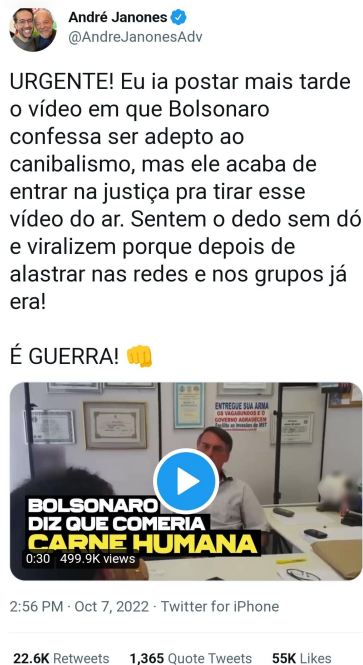 André Janones
@AndreJanonesAdv
URGENTE! Eu ia postar mais tarde
o vídeo em que Bolsonaro
confessa ser adepto ao
canibalismo, mas ele acaba de
entrar na justiça pra tirar esse
vídeo do ar. Sentem o dedo sem dó
e viralizem porque depois de
alastrar nas redes e nos grupos já
era!
É GUERRA! 👊
ENTREGUE SUA ARMA
OS VAGABUNDOS E O
GOVERNO AGRADECEM
BOLSONARO
DIZ QUE COMERIA
CARNE HUMANA
0:30 499.9K views
2:56 PM · Oct 7, 2022 · Twitter for iPhone
22.6K Retweets 1,365 Quote Tweets 55K Likes